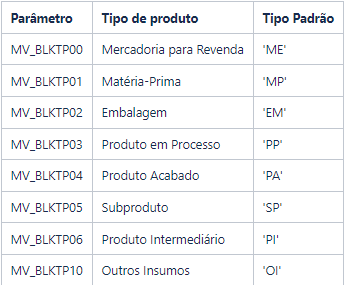 Parâmetro Tipo de produto Tipo Padrão
MV_BLKTP00 Mercadoria para Revenda 'ME'
MV_BLKTP01 Matéria-Prima 'MP'
MV_BLKTP02 Embalagem 'EM'
MV_BLKTP03 Produto em Processo 'PP'
MV_BLKTP04 Produto Acabado 'PA'
MV_BLKTP05 Subproduto 'SP'
MV_BLKTP06 Produto Intermediário 'PI'
MV_BLKTP10 Outros Insumos 'OI'